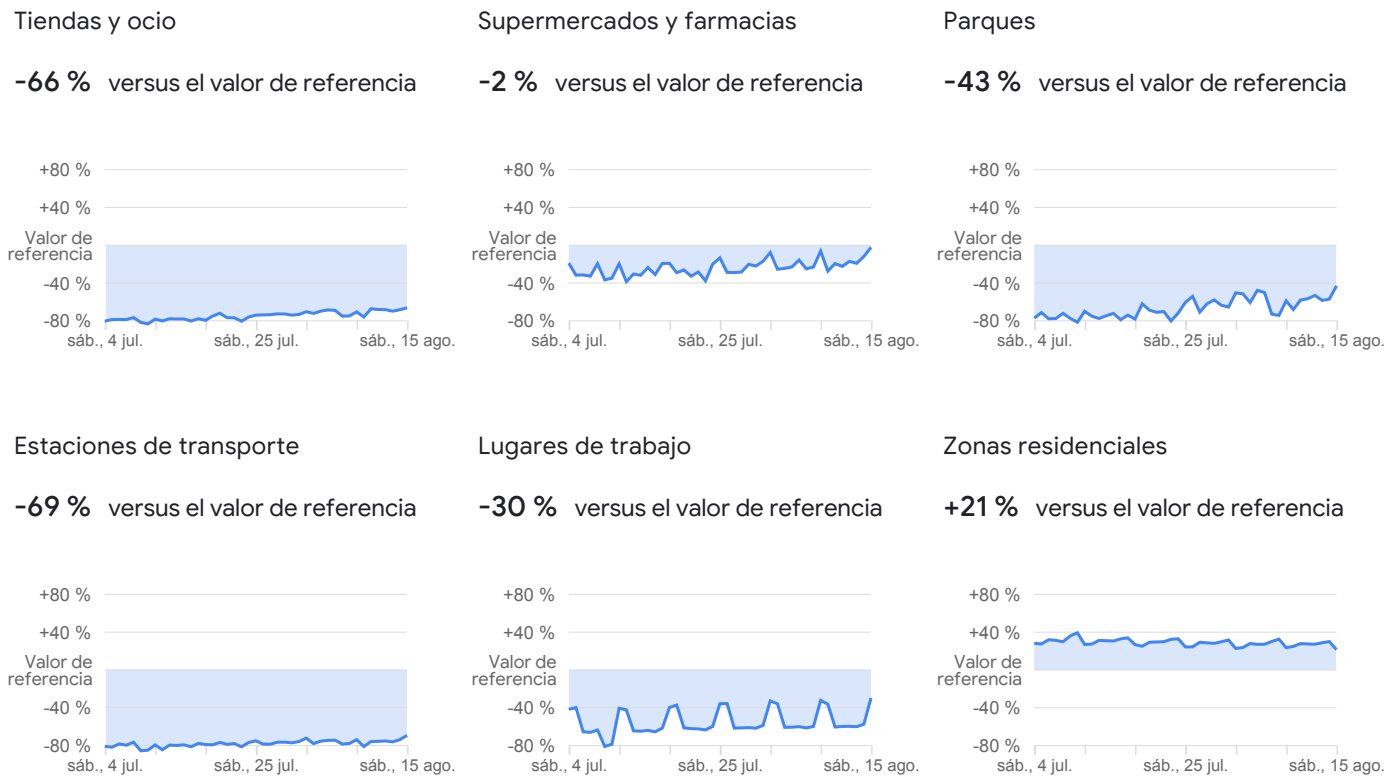 Tiendas y ocio
-66 % versus el valor de referencia
+80 %
+40 %
Valor de
referencia
-40 %
-80 %
sáb., 4 jul. sáb., 25 jul. sáb., 15 ago.
Supermercados y farmacias
-2 % versus el valor de referencia
+80 %
+40 %
Valor de
referencia
-40 %
-80 %
sáb., 4 jul. sáb., 25 jul. sáb., 15 ago.
Parques
-43 % versus el valor de referencia
+80 %
+40 %
Valor de
referencia
-40 %
-80 %
sáb., 4 jul. sáb., 25 jul. sáb., 15 ago.
Estaciones de transporte
-69 % versus el valor de referencia
+80 %
+40 %
Valor de
referencia
-40 %
-80 %
sáb., 4 jul. sáb., 25 jul. sáb., 15 ago.
Lugares de trabajo
-30 % versus el valor de referencia
+80 %
+40 %
Valor de
referencia
-40 %
-80 %
sáb., 4 jul. sáb., 25 jul. sáb., 15 ago.
Zonas residenciales
+21 % versus el valor de referencia
+80 %
+40 %
Valor de
referencia
-40 %
-80 %
sáb., 4 jul. sáb., 25 jul. sáb., 15 ago.